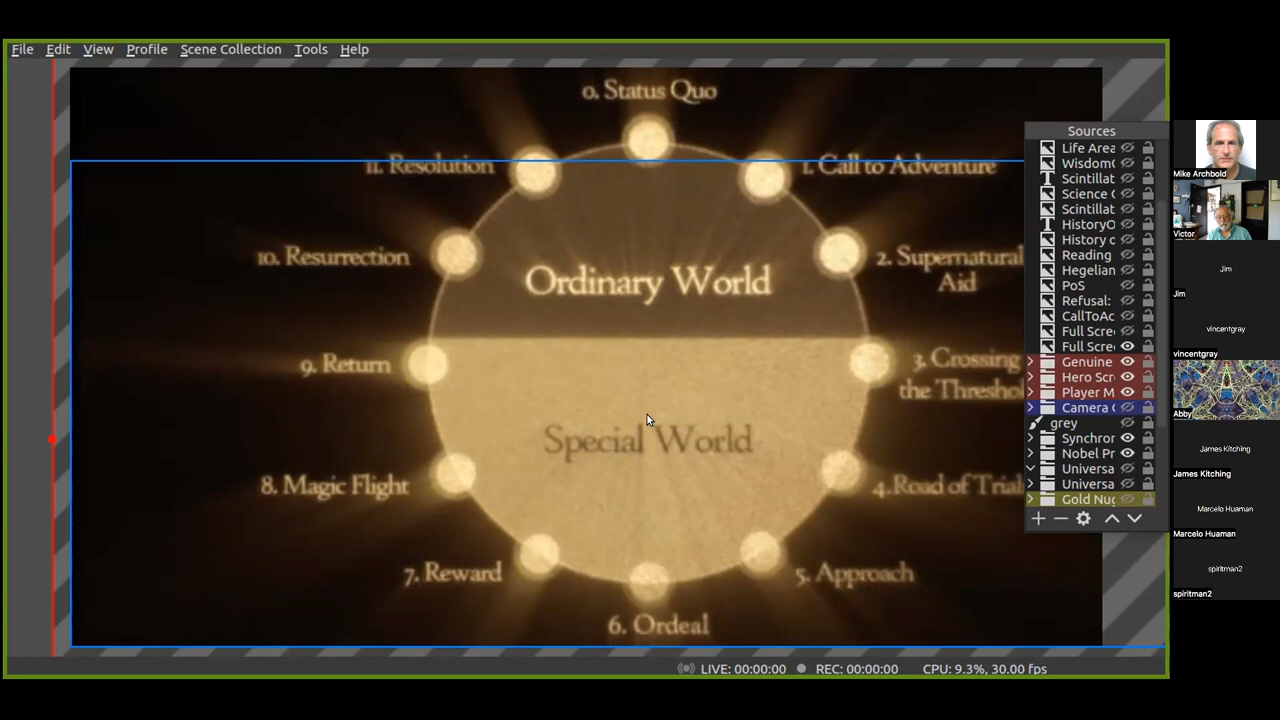 File Edit View Profile Scene Collection Tools Help
0. Status Quo
11. Resolution
1. Call to Adventure
10. Resurrection
2. Supernatural
Aid
Ordinary World
9. Return
3. Crossing
the Threshol
Special World
8. Magic Flight
4. Road of Trial
7. Reward
5. Approach
6. Ordeal
Sources
Life Area
Wisdom
Scintillat
Science
Scintillat
HistoryO
History o
Reading
Hegelian
PoS
Refusal:
CallToAc
Full Scre
Full Scre
Genuine
Hero Scr
Player M
Camera
grey
Synchror
Nobel Pr
Universa
Universa
Gold Nug
LIVE: 00:00:00 REC: 00:00:00 CPU: 9.3%, 30.00 fps
Mike Archbold
Victor
Jim
Jim
vincentgray
vincentgray
Abby
James Kitching
James Kitching
Marcelo Huaman
Marcelo Huaman
spiritman2
spiritman2